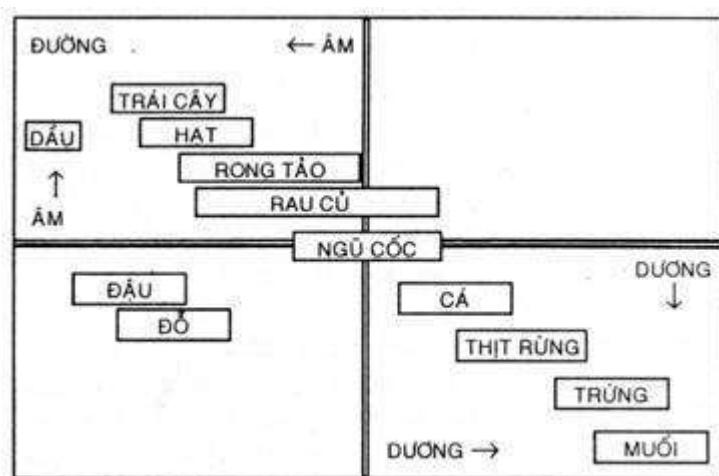 ĐƯỜNG
← ÂM
TRÁI CÂY
DẦU
HẠT
RONG TẢO
↑
RAU CỦ
ÂM
NGŨ CỐC
DƯƠNG
↓
ĐẬU
CÁ
ĐỖ
THỊT RỪNG
TRỨNG
DƯƠNG →
MUỐI